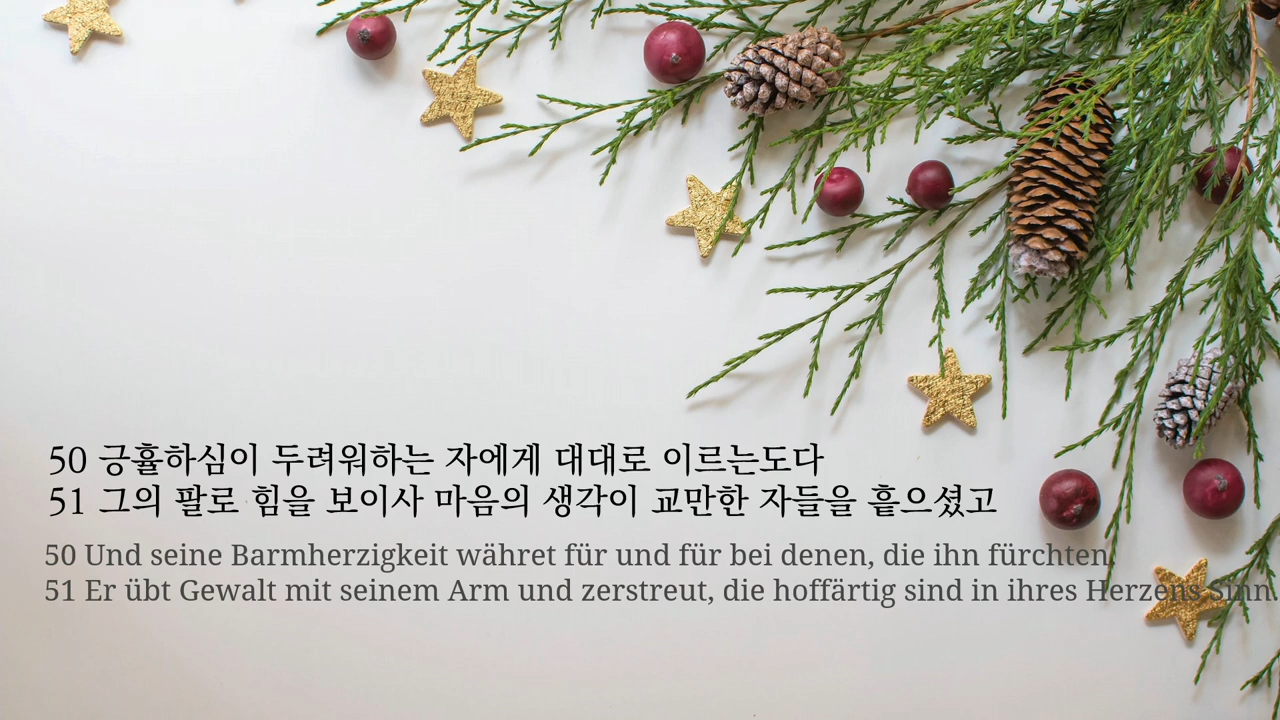 50 긍휼하심이 두려워하는 자에게 대대로 이르는도다
51 그의 팔로 힘을 보이사 마음의 생각이 교만한 자들을 흩으셨고
50 Und seine Barmherzigkeit währet für und für bei denen, die ihn fürchten.
51 Er übt Gewalt mit seinem Arm und zerstreut, die hoffärtig sind in ihres Herzens Sinn.